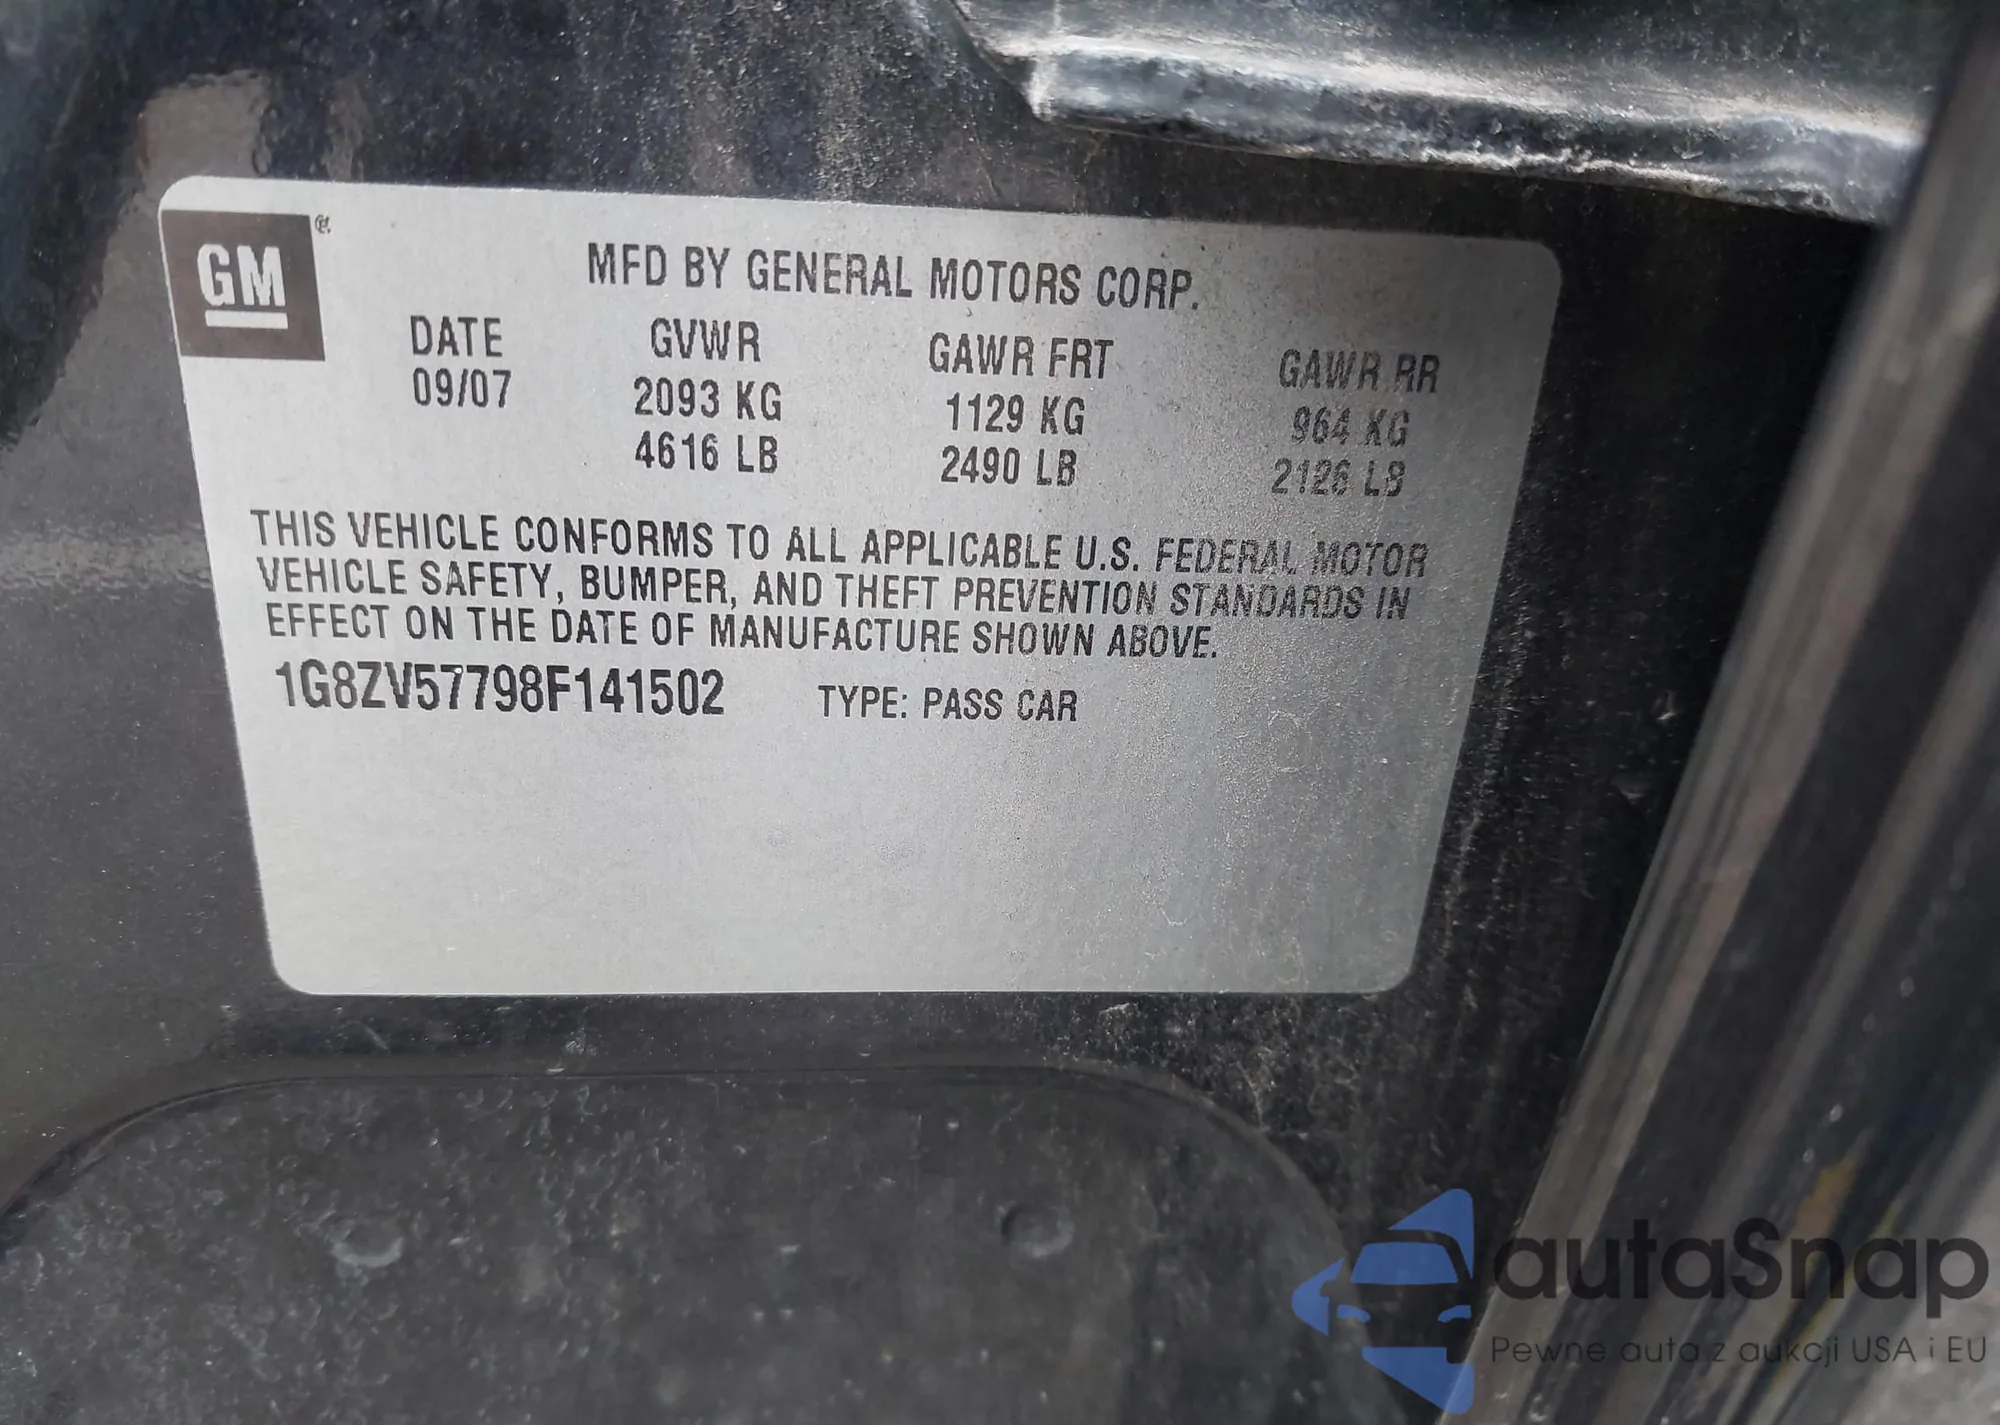 GM
MFD BY GENERAL MOTORS CORP.
DATE GVWR GAWR FRT GAWR RR
09/07 2093 KG 1129 KG 964 KG
4616 LB 2490 LB 2126 LB
THIS VEHICLE CONFORMS TO ALL APPLICABLE U.S. FEDERAL MOTOR
VEHICLE SAFETY, BUMPER, AND THEFT PREVENTION STANDARDS IN
EFFECT ON THE DATE OF MANUFACTURE SHOWN ABOVE.
1G8ZV57798F141502 TYPE: PASS CAR
autaSnap
Pewne auta z aukcji USA i EU